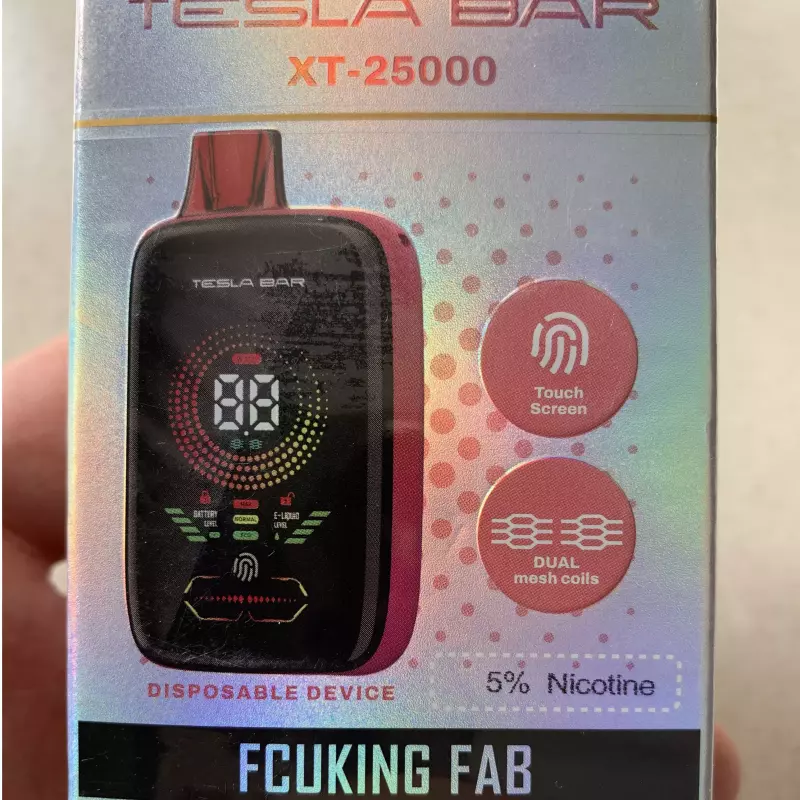 TESLA BAR
XT-25000
TESLA BAR
88
Touch
Screen
BATTERY
LEVEL
MAX
NORMAL
ECO
E-LIQUID
LEVEL
DUAL
mesh coils
DISPOSABLE DEVICE
5% Nicotine
FCUKING FAB